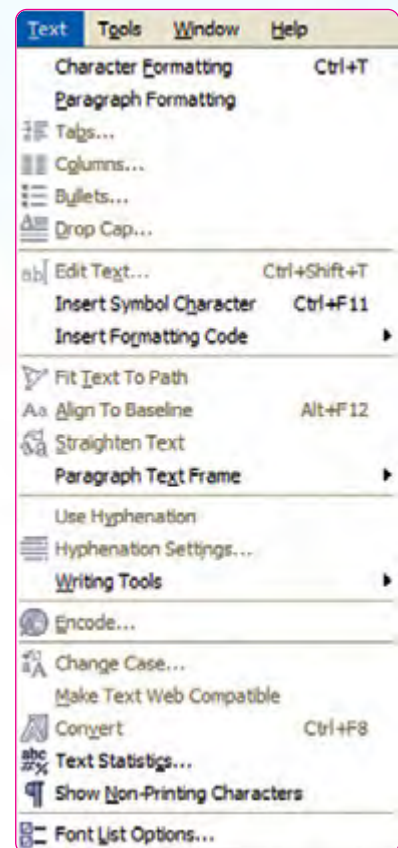 Text Tools Window Help
Character Formatting Ctrl+T
Paragraph Formatting
Tabs...
Columns...
Bullets...
Drop Cap...
Edit Text... Ctrl+Shift+T
Insert Symbol Character Ctrl+F11
Insert Formatting Code
Fit Text To Path
Align To Baseline Alt+F12
Straighten Text
Paragraph Text Frame
Use Hyphenation
Hyphenation Settings...
Writing Tools
Encode...
Change Case...
Make Text Web Compatible
Convert Ctrl+F8
Text Statistics...
Show Non-Printing Characters
Font List Options...